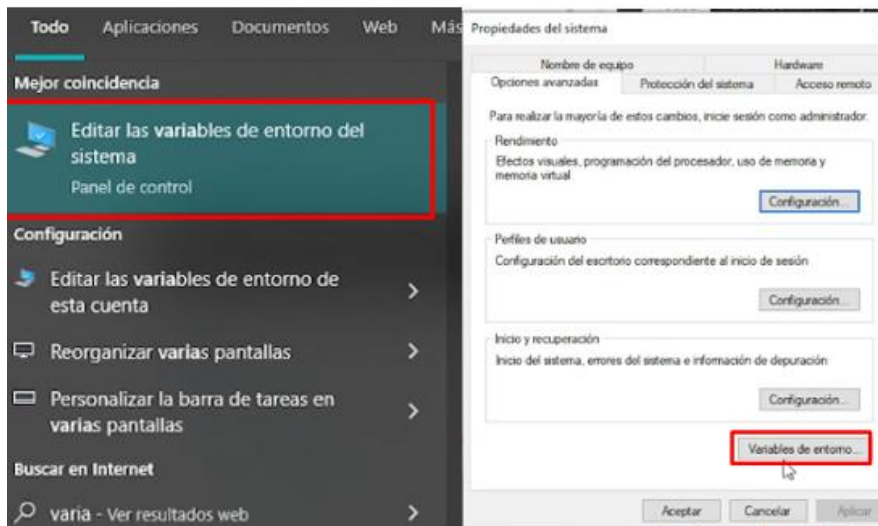 Todo Aplicaciones Documentos Web Más
Mejor coincidencia
Editar las variables de entorno del
sistema
Panel de control
Configuración
Editar las variables de entorno de
esta cuenta
Reorganizar varias pantallas
Personalizar la barra de tareas en
varias pantallas
Buscar en Internet
varia - Ver resultados web
Propiedades del sistema
Nombre de equipo Hardware
Opciones avanzadas Protección del sistema Acceso remoto
Para realizar la mayoría de estos cambios, inicie sesión como administrador.
Rendimiento
Efectos visuales, programación del procesador, uso de memoria y
memoria virtual
Configuración...
Perfiles de usuario
Configuración del escritorio correspondiente al inicio de sesión
Configuración...
Inicio y recuperación
Inicio del sistema, errores del sistema e información de depuración
Configuración...
Variables de entorno...
Aceptar Cancelar Aplicar